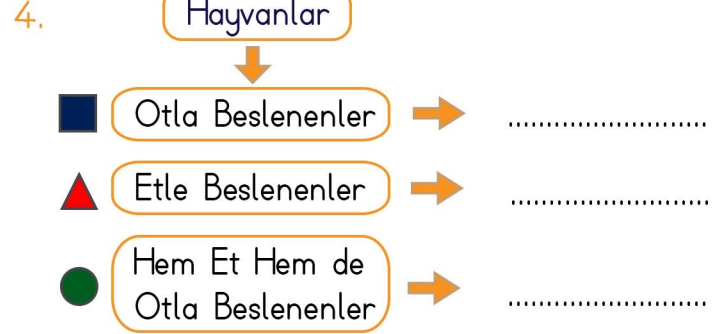 4.
Hayvanlar
Otla Beslenenler
..........................
Etle Beslenenler
..........................
Hem Et Hem de
Otla Beslenenler
..........................